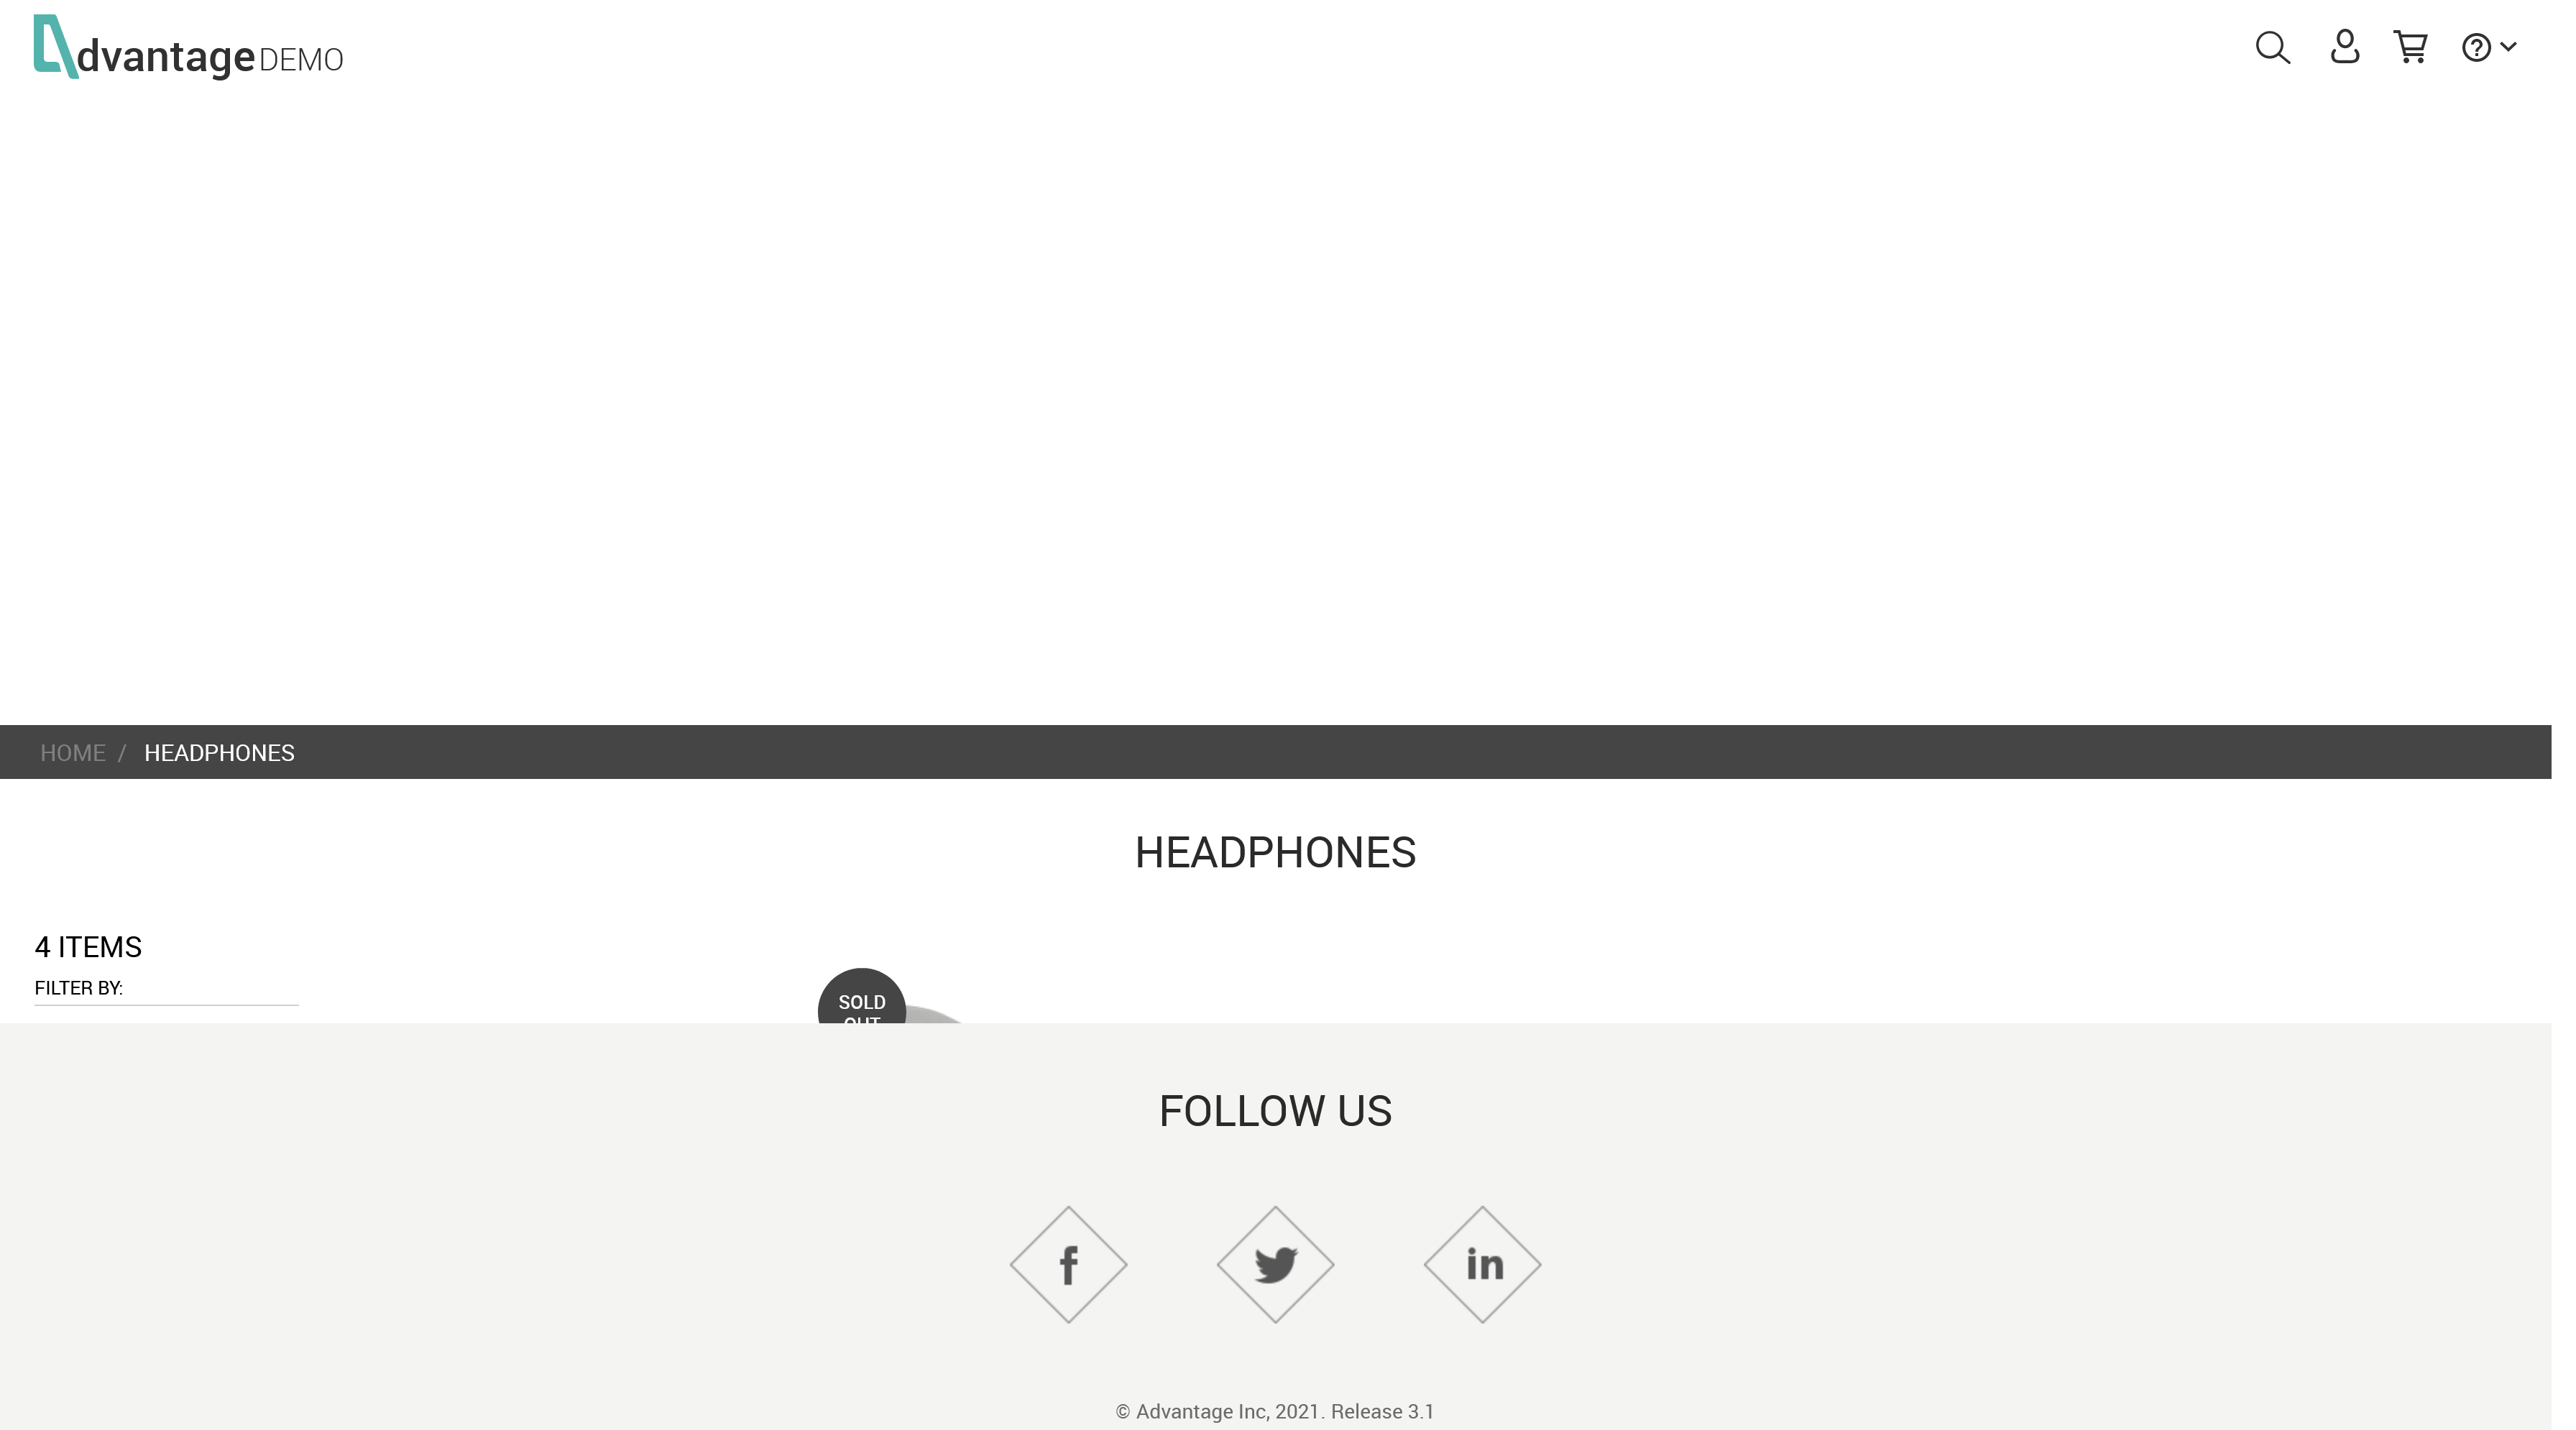 dvantage DEMO
HOME / HEADPHONES
HEADPHONES
4 ITEMS
FILTER BY:
SOLD
OUT
FOLLOW US
f
in
© Advantage Inc, 2021. Release 3.1